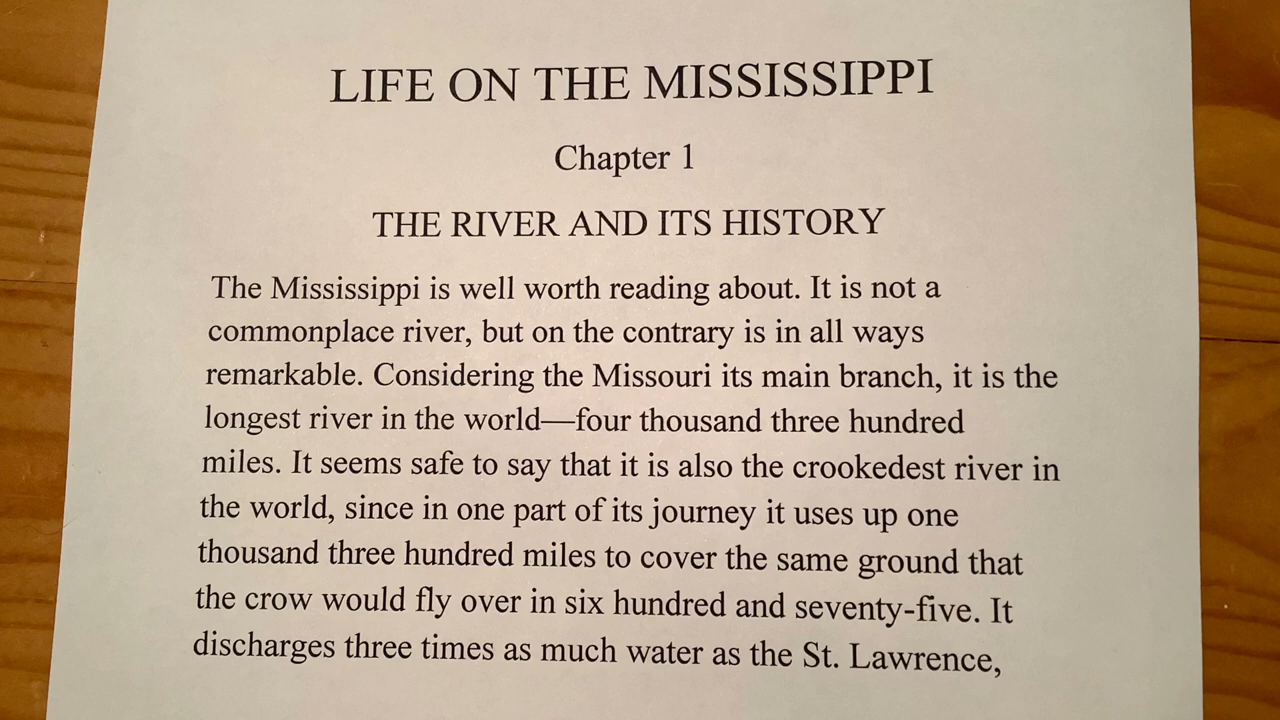 LIFE ON THE MISSISSIPPI
Chapter 1
THE RIVER AND ITS HISTORY
The Mississippi is well worth reading about. It is not a
commonplace river, but on the contrary is in all ways
remarkable. Considering the Missouri its main branch, it is the
longest river in the world—four thousand three hundred
miles. It seems safe to say that it is also the crookedest river in
the world, since in one part of its journey it uses up one
thousand three hundred miles to cover the same ground that
the crow would fly over in six hundred and seventy-five. It
discharges three times as much water as the St. Lawrence,